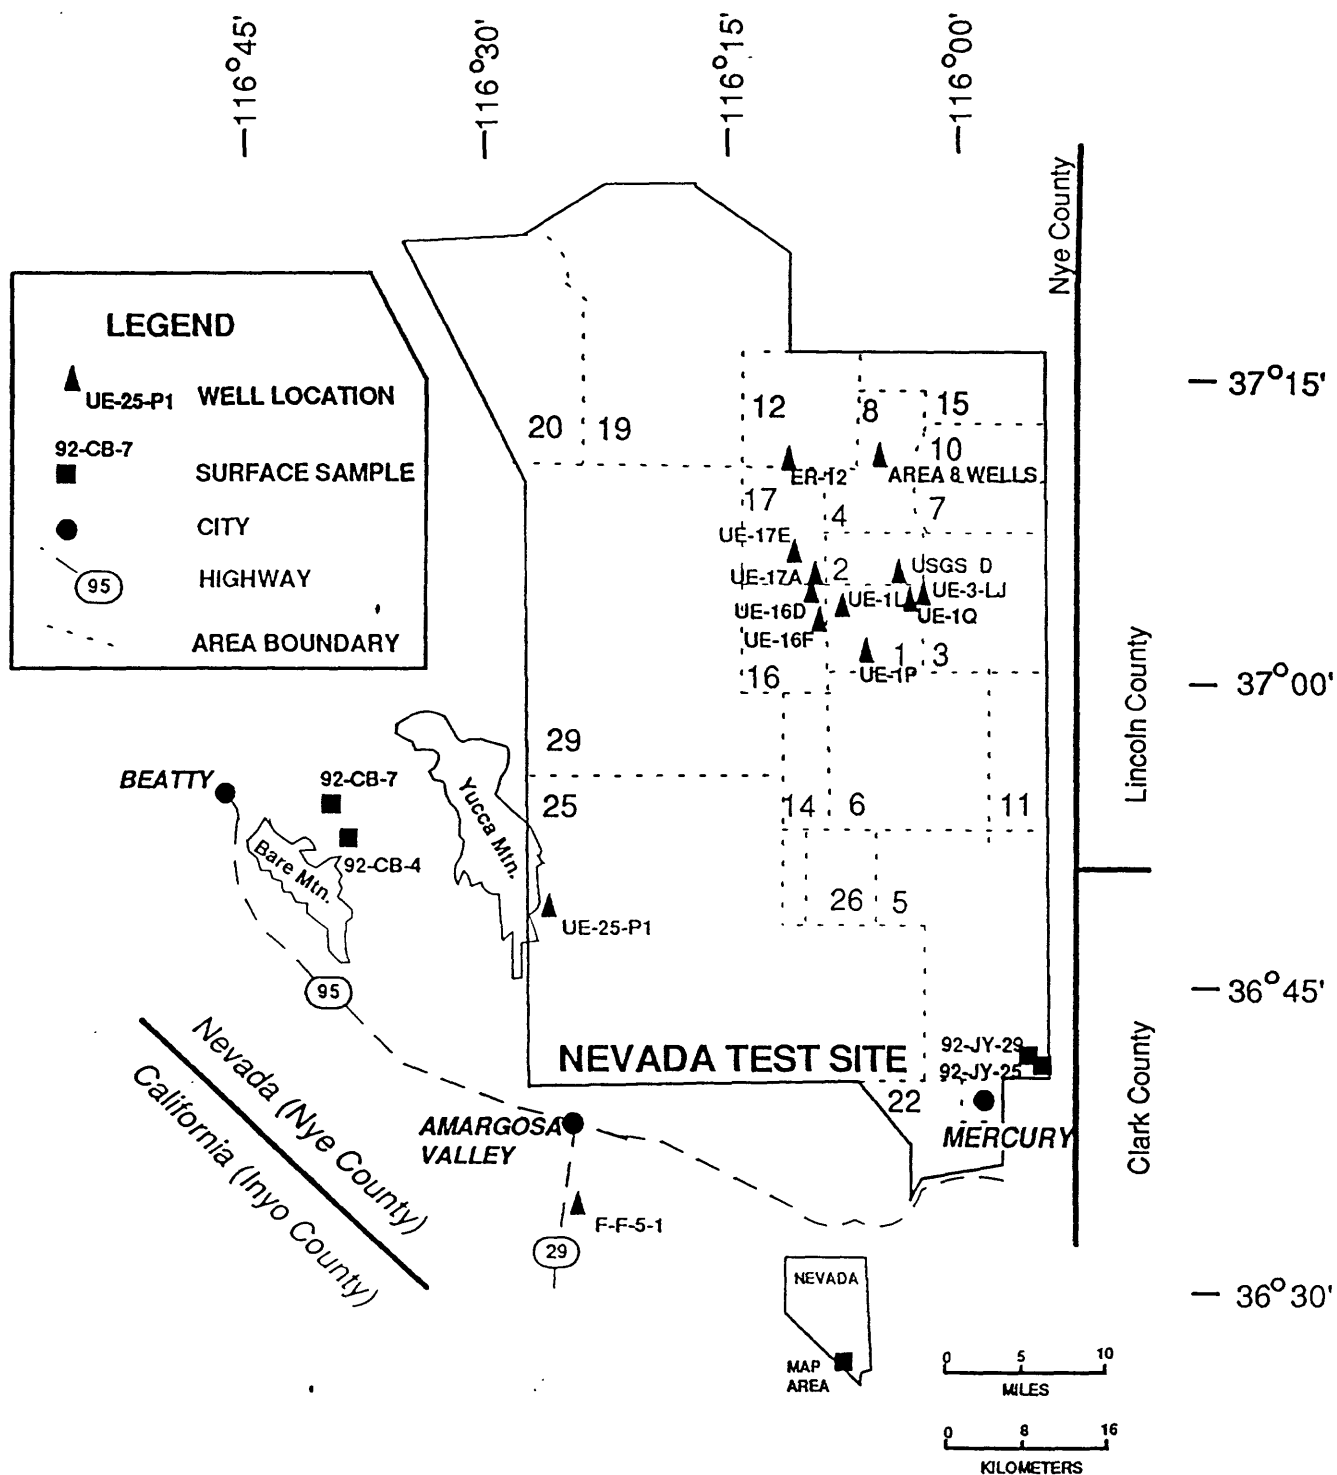 116°45'
116°30'
116°15'
116°00'
Nye County
LEGEND
UE-25-P1 WELL LOCATION
92-CB-7
SURFACE SAMPLE
CITY
95 HIGHWAY
AREA BOUNDARY
37°15'
12
8
15
20
19
10
ER-12
AREA 8 WELLS
17
4
7
UE-17E
UE-17A
2
USGS D
UE-16D
UE-1L
UE-3-LJ
UE-1Q
UE-16F
1
3
UE-1P
16
37°00'
Lincoln County
29
BEATTY
92-CB-7
25
Yucca Mtn.
14
6
11
Bare Mtn.
92-CB-4
26
5
UE-25-P1
95
36°45'
Nevada (Nye County)
California (Inyo County)
NEVADA TEST SITE
92-JY-29
92-JY-25
Clark County
22
AMARGOSA
VALLEY
MERCURY
F-F-5-1
29
NEVADA
36°30'
MAP
AREA
0 5 10
MILES
0 8 16
KILOMETERS